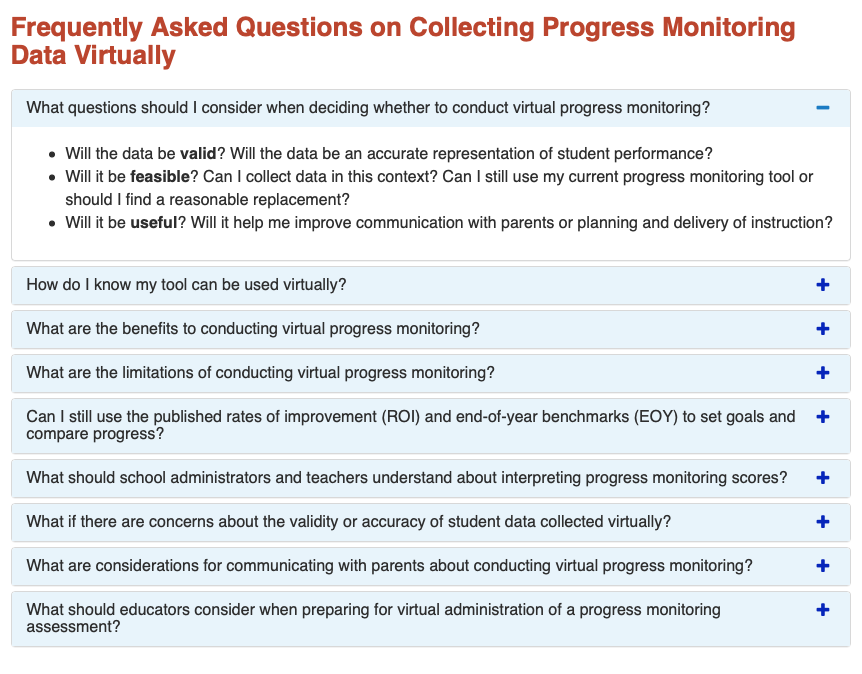 Frequently Asked Questions on Collecting Progress Monitoring
Data Virtually
What questions should I consider when deciding whether to conduct virtual progress monitoring?
• Will the data be valid? Will the data be an accurate representation of student performance?
• Will it be feasible? Can I collect data in this context? Can I still use my current progress monitoring tool or
should I find a reasonable replacement?
• Will it be useful? Will it help me improve communication with parents or planning and delivery of instruction?
How do I know my tool can be used virtually?
What are the benefits to conducting virtual progress monitoring?
What are the limitations of conducting virtual progress monitoring?
Can I still use the published rates of improvement (ROI) and end-of-year benchmarks (EOY) to set goals and
compare progress?
What should school administrators and teachers understand about interpreting progress monitoring scores?
What if there are concerns about the validity or accuracy of student data collected virtually?
What are considerations for communicating with parents about conducting virtual progress monitoring?
What should educators consider when preparing for virtual administration of a progress monitoring
assessment?